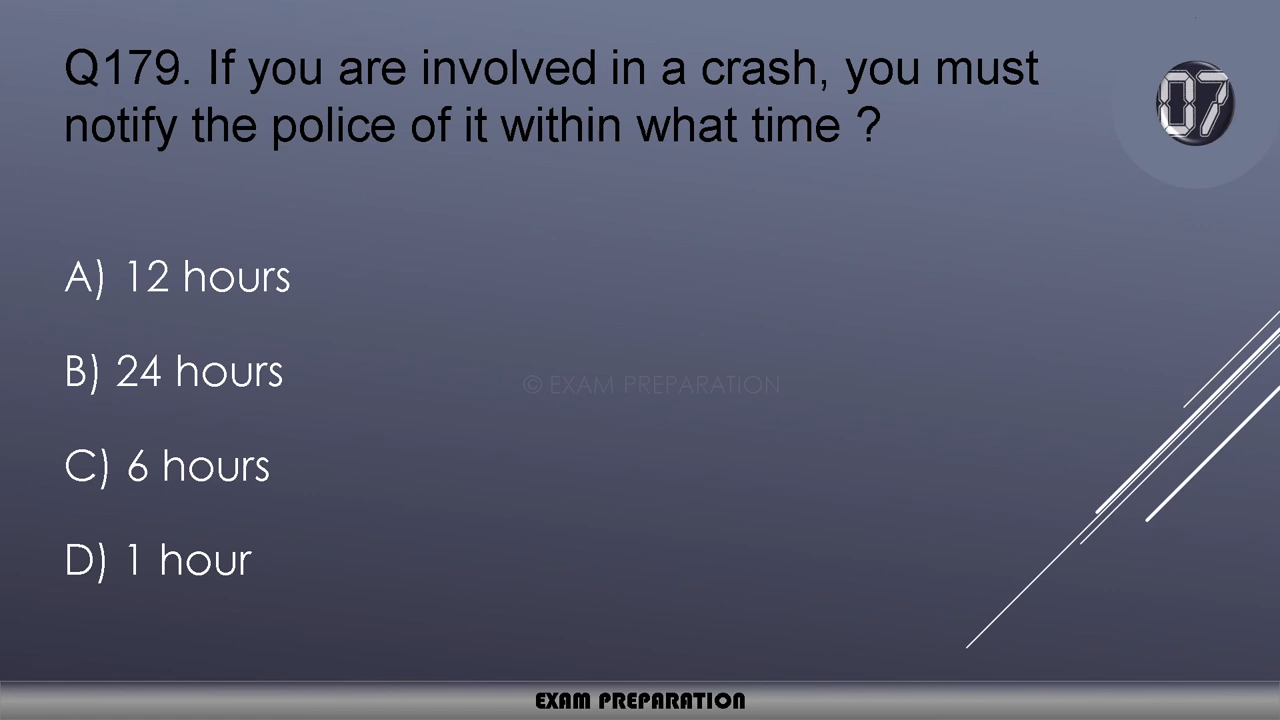 Q179. If you are involved in a crash, you must
notify the police of it within what time ?
07
A) 12 hours
B) 24 hours
© EXAM PREPARATION
C) 6 hours
D) 1 hour
EXAM PREPARATION